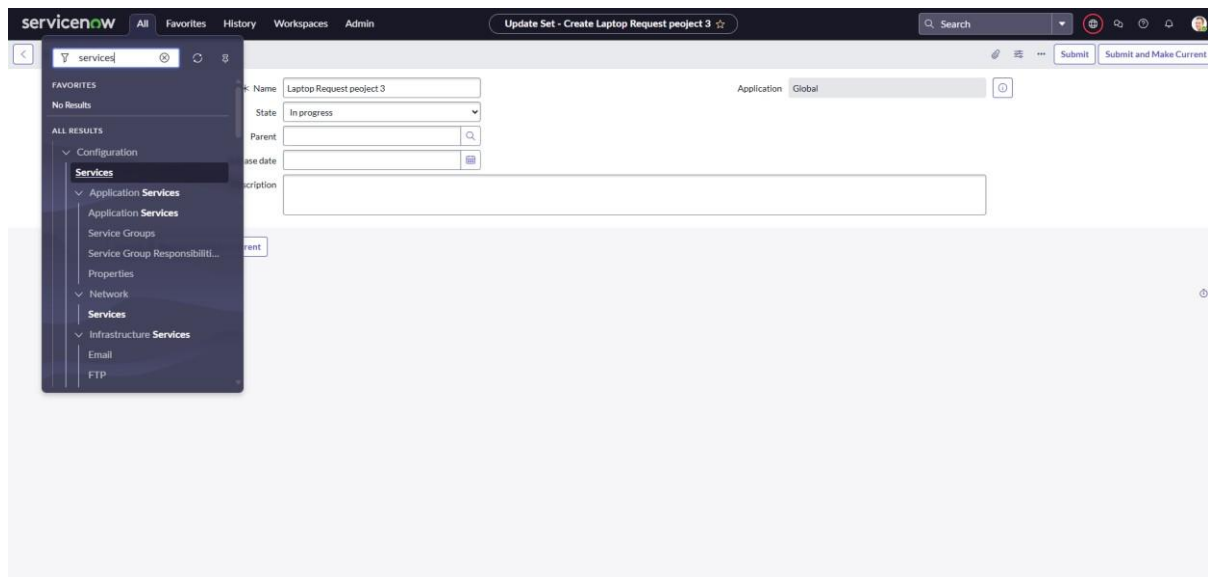 servicenow All Favorites History Workspaces Admin Update Set - Create Laptop Request peoject 3 Search
services
Submit Submit and Make Current
FAVORITES
No Results
ALL RESULTS
Configuration
Services
Application Services
Application Services
Service Groups
Service Group Responsibiliti...
Properties
Network
Services
Infrastructure Services
Email
FTP
Name Laptop Request peoject 3
Application Global
State In progress
Parent
ase date
scription
rent